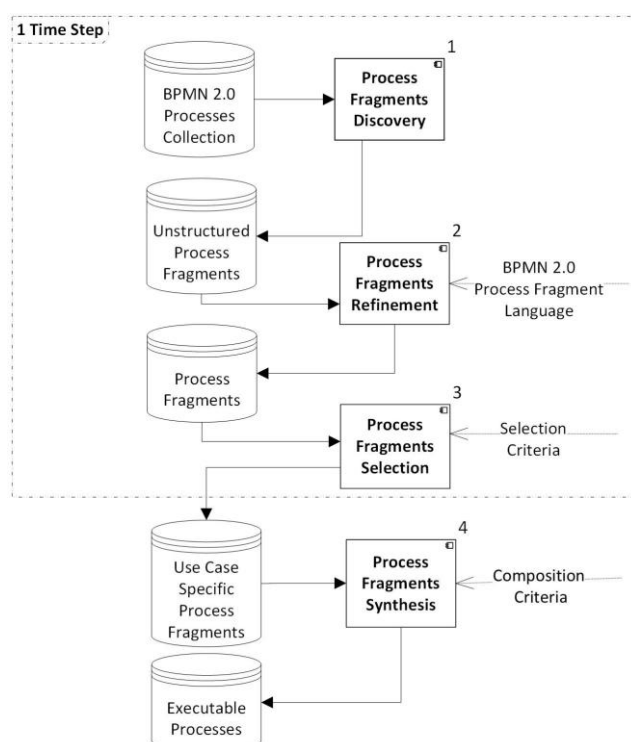 1 Time Step
1
BPMN 2.0
Processes
Collection
Process
Fragments
Discovery
Unstructured
Process
Fragments
2
Process
Fragments
Refinement
BPMN 2.0
Process Fragment
Language
Process
Fragments
3
Process
Fragments
Selection
Selection
Criteria
4
Use Case
Specific
Process
Fragments
Process
Fragments
Synthesis
Composition
Criteria
Executable
Processes